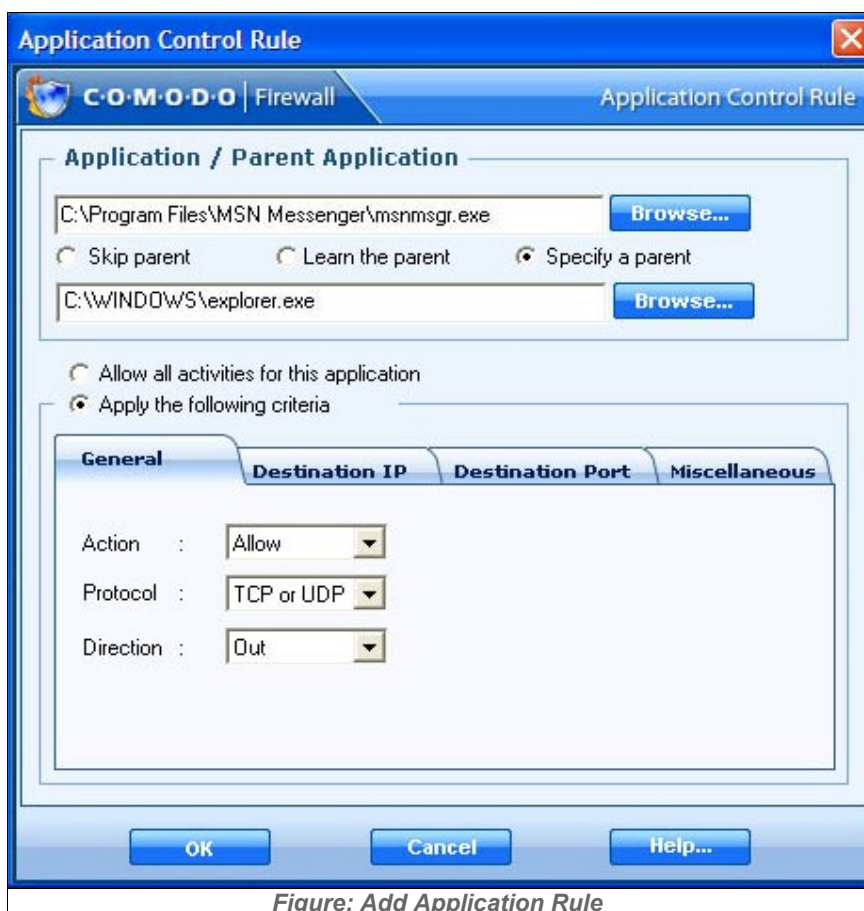 Application Control Rule
C·O·M·O·D·O | Firewall
Application Control Rule
Application / Parent Application
C:\Program Files\MSN Messenger\msnmsgr.exe
Browse...
Skip parent
Learn the parent
Specify a parent
C:\WINDOWS\explorer.exe
Browse...
Allow all activities for this application
Apply the following criteria
General
Destination IP
Destination Port
Miscellaneous
Action : Allow
Protocol : TCP or UDP
Direction : Out
OK
Cancel
Help...
Figure: Add Application Rule